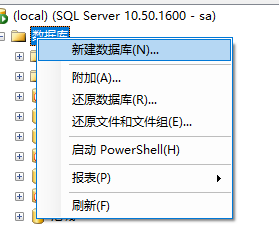 (local) (SQL Server 10.50.1600 - sa)
数据库
新建数据库(N)...
附加(A)...
还原数据库(R)...
还原文件和文件组(E)...
启动 PowerShell(H)
报表(P)
刷新(F)